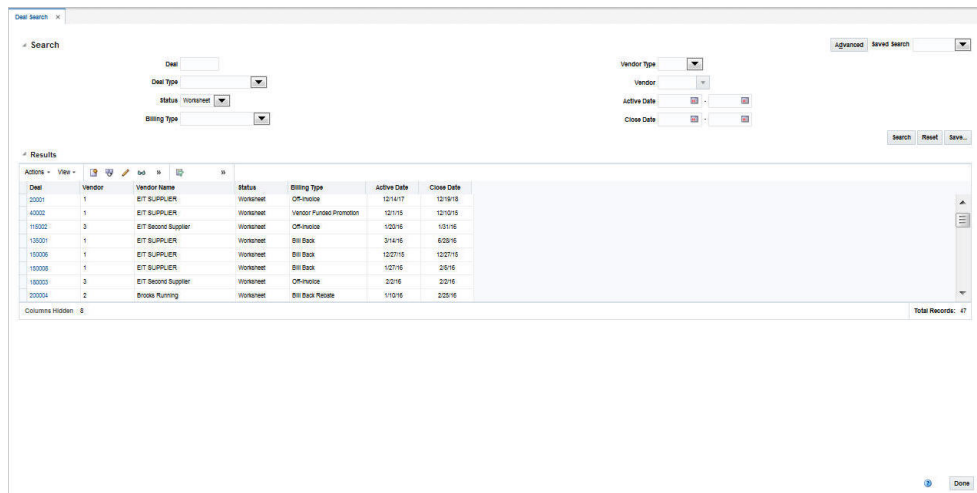 Deal Search ×
Search
Advanced Saved Search
Deal
Deal Type
Status Worksheet
Billing Type
Vendor Type
Vendor
Active Date -
Close Date -
Search Reset Save...
Results
Actions View » »
Deal Vendor Vendor Name Status Billing Type Active Date Close Date
20001 1 EIT SUPPLIER Worksheet Off-Invoice 12/14/17 12/19/18
40002 1 EIT SUPPLIER Worksheet Vendor Funded Promotion 12/1/15 12/10/15
115002 3 EIT Second Supplier Worksheet Off-Invoice 1/20/16 1/31/16
135001 1 EIT SUPPLIER Worksheet Bill Back 3/14/16 6/28/16
150006 1 EIT SUPPLIER Worksheet Bill Back 12/27/15 12/27/15
150008 1 EIT SUPPLIER Worksheet Bill Back 1/27/16 2/6/16
160003 3 EIT Second Supplier Worksheet Off-Invoice 2/2/16 2/2/16
200004 2 Brooks Running Worksheet Bill Back Rebate 1/10/16 2/25/16
Columns Hidden 8
Total Records: 47
Done